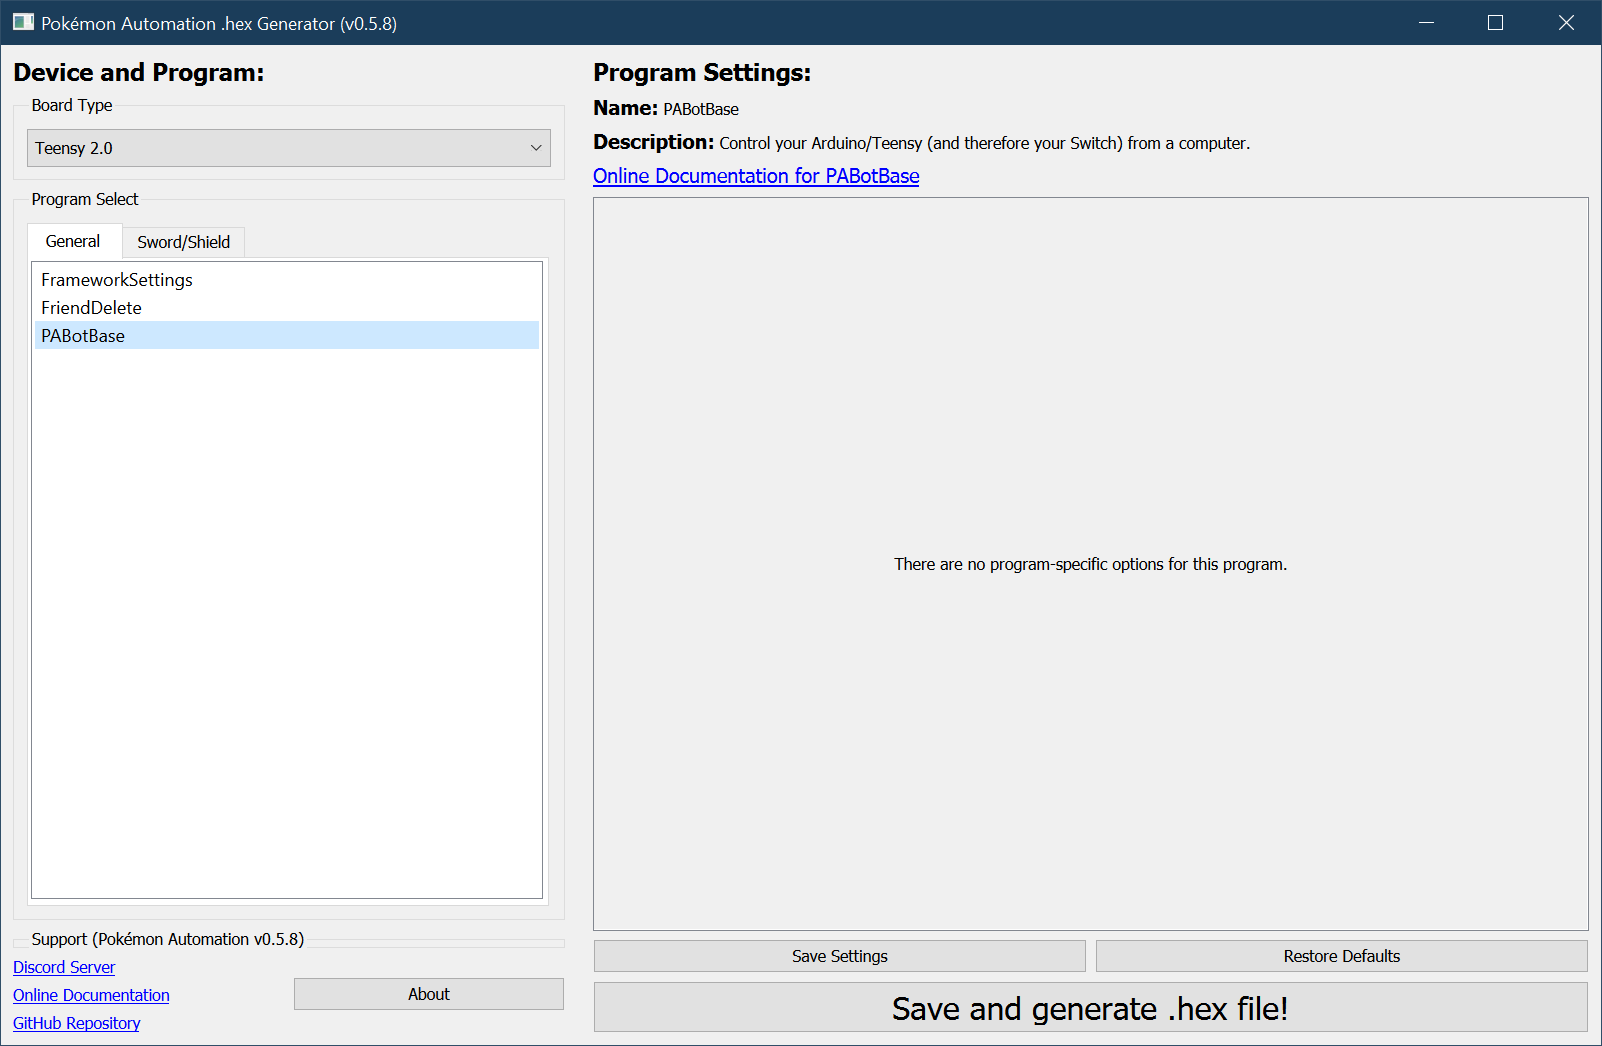 Pokémon Automation .hex Generator (v0.5.8)
Device and Program:
Board Type
Teensy 2.0
Program Select
General
Sword/Shield
FrameworkSettings
FriendDelete
PABotBase
Support (Pokémon Automation v0.5.8)
Discord Server
Online Documentation
GitHub Repository
About
Program Settings:
Name: PABotBase
Description: Control your Arduino/Teensy (and therefore your Switch) from a computer.
Online Documentation for PABotBase
There are no program-specific options for this program.
Save Settings
Restore Defaults
Save and generate .hex file!